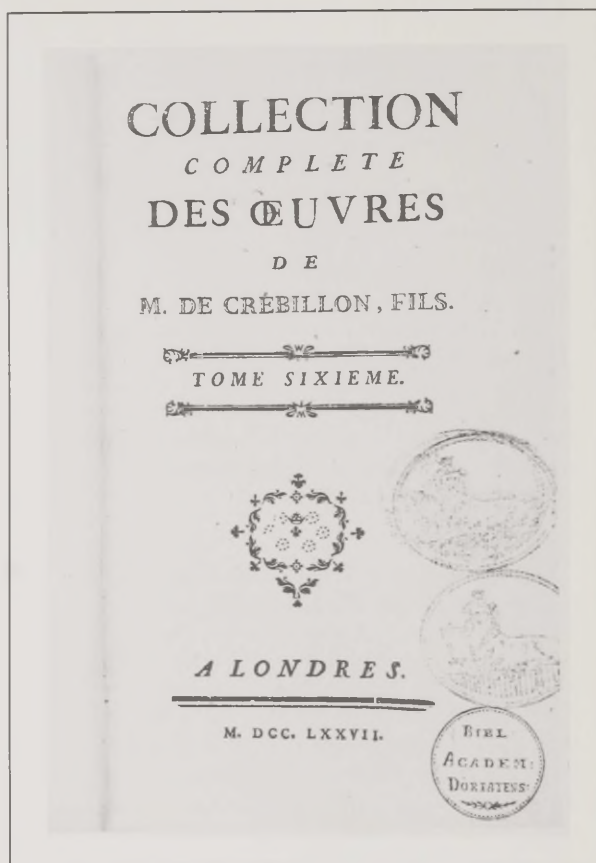 COLLECTION
COMPLETE
DES ŒUVRES
DE
M. DE CRÉBILLON, FILS.
TOME SIXIEME.
A LONDRES.
M. DCC. LXXVII.
BIBL
ACADEM:
DORPATENS: